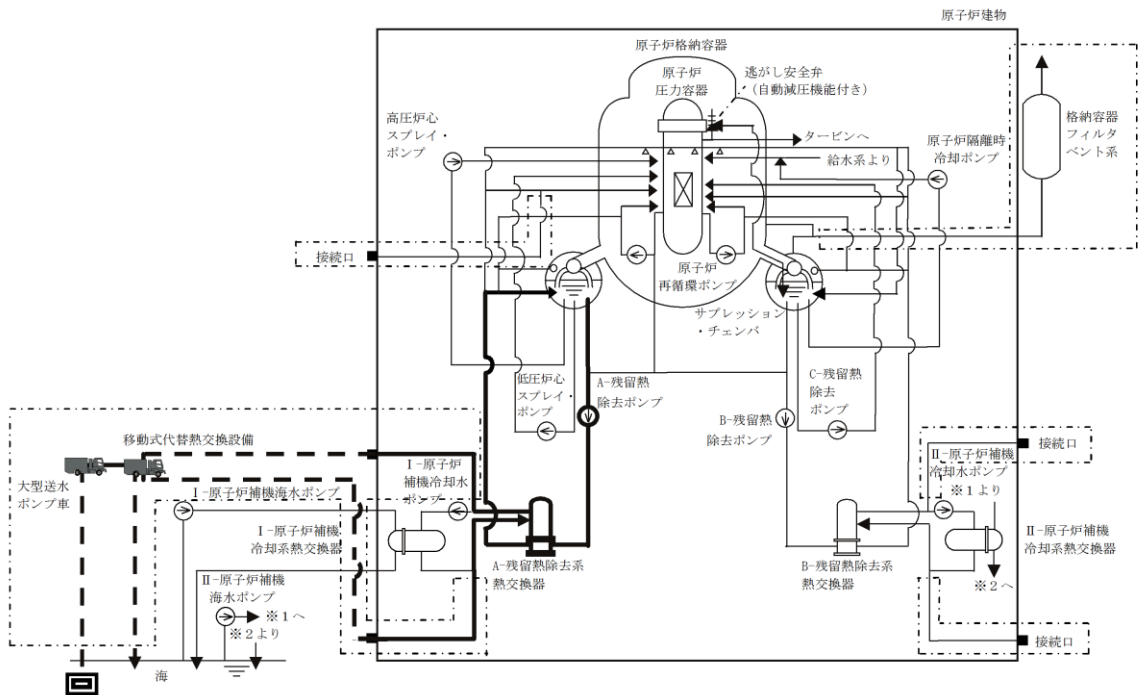 原子炉建物
原子炉格納容器
原子炉
圧力容器
逃がし安全弁
(自動減圧機能付き)
高圧炉心
スプレイ・
ポンプ
タービンへ
給水系より
原子炉隔離時
冷却ポンプ
格納容器
フィルタ
ベント系
接続口
原子炉
再循環ポンプ
サプレッション
・チェンバ
低圧炉心
スプレイ・
ポンプ
A-残留熱
除去ポンプ
C-残留熱
除去
ポンプ
B-残留熱
除去ポンプ
移動式代替熱交換設備
大型送水
ポンプ車
Ⅰ-原子炉補機海水ポンプ
Ⅰ-原子炉
補機冷却水
ポンプ
Ⅰ-原子炉補機
冷却系熱交換器
A-残留熱除去系
熱交換器
B-残留熱除去系
熱交換器
接続口
Ⅱ-原子炉補機
冷却水ポンプ
※1より
Ⅱ-原子炉補機
冷却系熱交換器
※2へ
Ⅱ-原子炉補機
海水ポンプ
※1へ
※2より
接続口
海